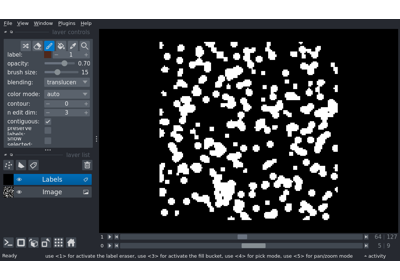 File View Window Plugins Help
layer controls
label: 1
opacity: 0.70
brush size: 15
blending: translucen
color mode: auto
contour: 0
n edit dim: 3
contiguous:
preserve
labels:
show
selected:
layer list
Labels
Image
1 64 127
0 5 9
Ready use <1> for activate the label eraser, use <3> for activate the fill bucket, use <4> for pick mode, use <5> for pan/zoom mode activity